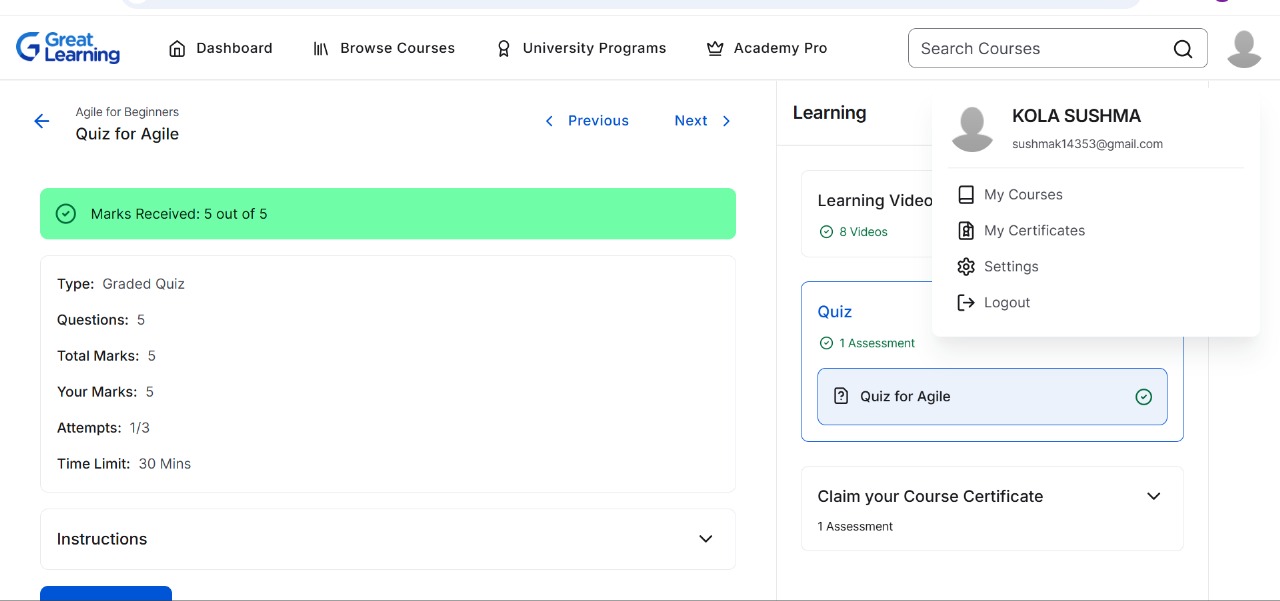 Great Learning
Dashboard
Browse Courses
University Programs
Academy Pro
Search Courses
Agile for Beginners
Quiz for Agile
Previous
Next
Marks Received: 5 out of 5
Type: Graded Quiz
Questions: 5
Total Marks: 5
Your Marks: 5
Attempts: 1/3
Time Limit: 30 Mins
Instructions
Learning
Learning Video
8 Videos
Quiz
1 Assessment
Quiz for Agile
Claim your Course Certificate
1 Assessment
KOLA SUSHMA
sushmak14353@gmail.com
My Courses
My Certificates
Settings
Logout